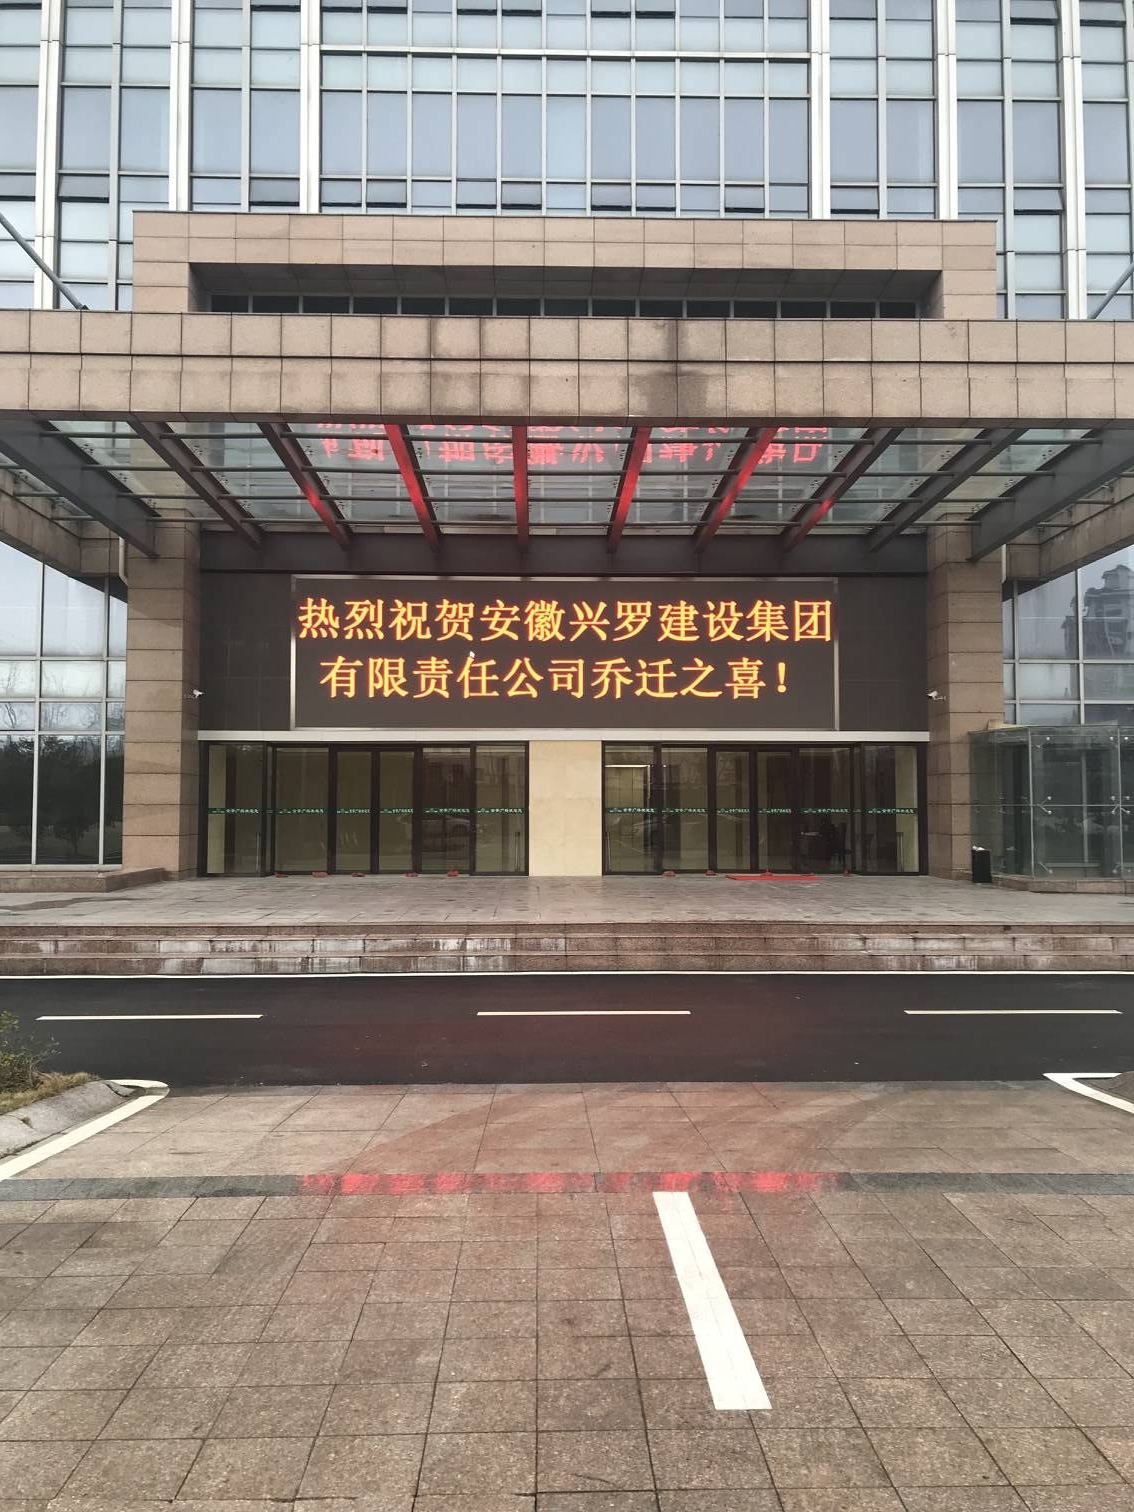 热烈祝贺安徽兴罗建设集团
有限责任公司乔迁之喜！